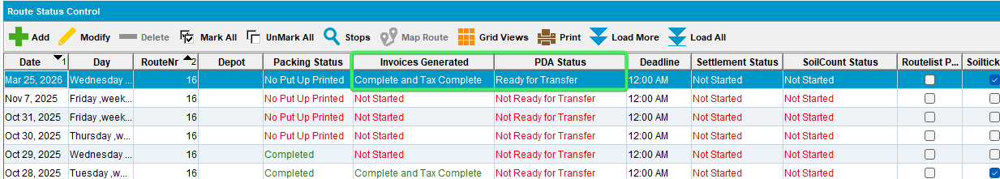 Route Status Control
Add Modify Delete Mark All UnMark All Stops Map Route Grid Views Print Load More Load All
Date 1 Day RouteNr 2 Depot Packing Status Invoices Generated PDA Status Deadline Settlement Status SoilCount Status Routelist P... Soiltick
Mar 25, 2026 Wednesday ... 16 No Put Up Printed Complete and Tax Complete Ready for Transfer 12:00 AM Not Started Not Started
Nov 7, 2025 Friday ,week... 16 No Put Up Printed Not Started Not Ready for Transfer 12:00 AM Not Started Not Started
Oct 31, 2025 Friday ,week... 16 No Put Up Printed Not Started Not Ready for Transfer 12:00 AM Not Started Not Started
Oct 30, 2025 Thursday ,w... 16 No Put Up Printed Not Started Not Ready for Transfer 12:00 AM Not Started Not Started
Oct 29, 2025 Wednesday ... 16 Completed Not Started Not Ready for Transfer 12:00 AM Not Started Not Started
Oct 28, 2025 Tuesday ,w... 16 Completed Complete and Tax Complete Not Ready for Transfer 12:00 AM Not Started Not Started